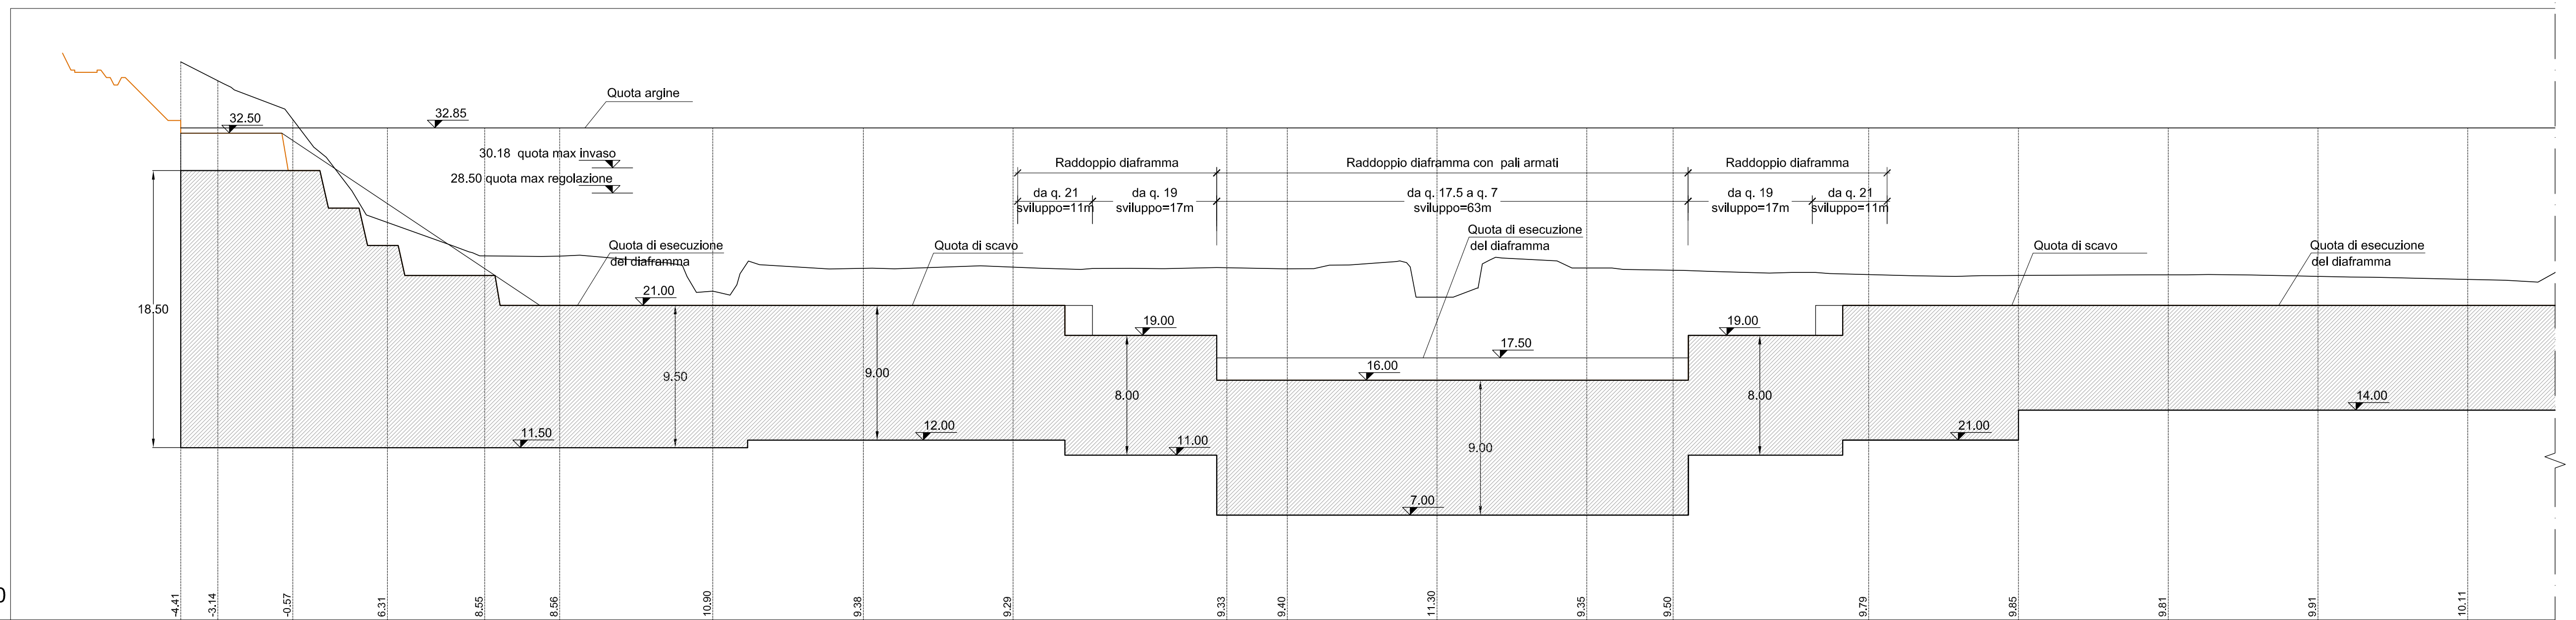 Quota argine
32.85
32.50
30.18 quota max invaso
28.50 quota max regolazione
Raddoppio diaframma
Raddoppio diaframma con pali armati
Raddoppio diaframma
da q. 21
sviluppo=11m
da q. 19
sviluppo=17m
da q. 17.5 a q. 7
sviluppo=63m
da q. 19
sviluppo=17m
da q. 21
sviluppo=11m
Quota di esecuzione
del diaframma
Quota di scavo
Quota di esecuzione
del diaframma
Quota di scavo
Quota di esecuzione
del diaframma
18.50
21.00
19.00
17.50
16.00
19.00
9.50
9.00
8.00
9.00
8.00
14.00
11.50
12.00
11.00
7.00
21.00
0
-4.41
-3.14
-0.57
6.31
8.55
8.56
10.90
9.38
9.29
9.33
9.40
11.30
9.35
9.50
9.79
9.85
9.81
9.91
10.11